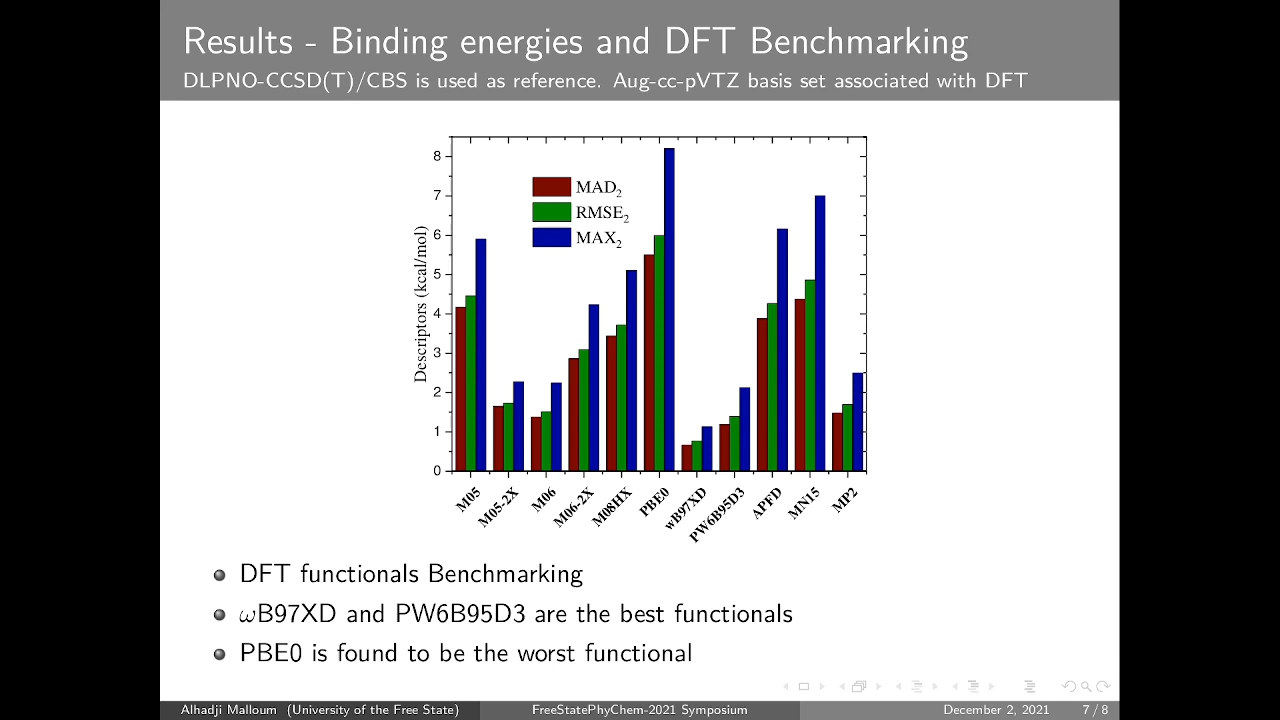 Results - Binding energies and DFT Benchmarking
DLPNO-CCSD(T)/CBS is used as reference. Aug-cc-pVTZ basis set associated with DFT
Descriptors (kcal/mol)
8
7
6
5
4
3
2
1
0
MAD₂
RMSE₂
MAX₂
M05
M05-2X
M06
M06-2X
M08HX
PBE0
wB97XD
PW6B95D3
APFD
MN15
MP2
DFT functionals Benchmarking
ωB97XD and PW6B95D3 are the best functionals
PBE0 is found to be the worst functional
Alhadji Malloum (University of the Free State) FreeStatePhyChem-2021 Symposium December 2, 2021 7 / 8